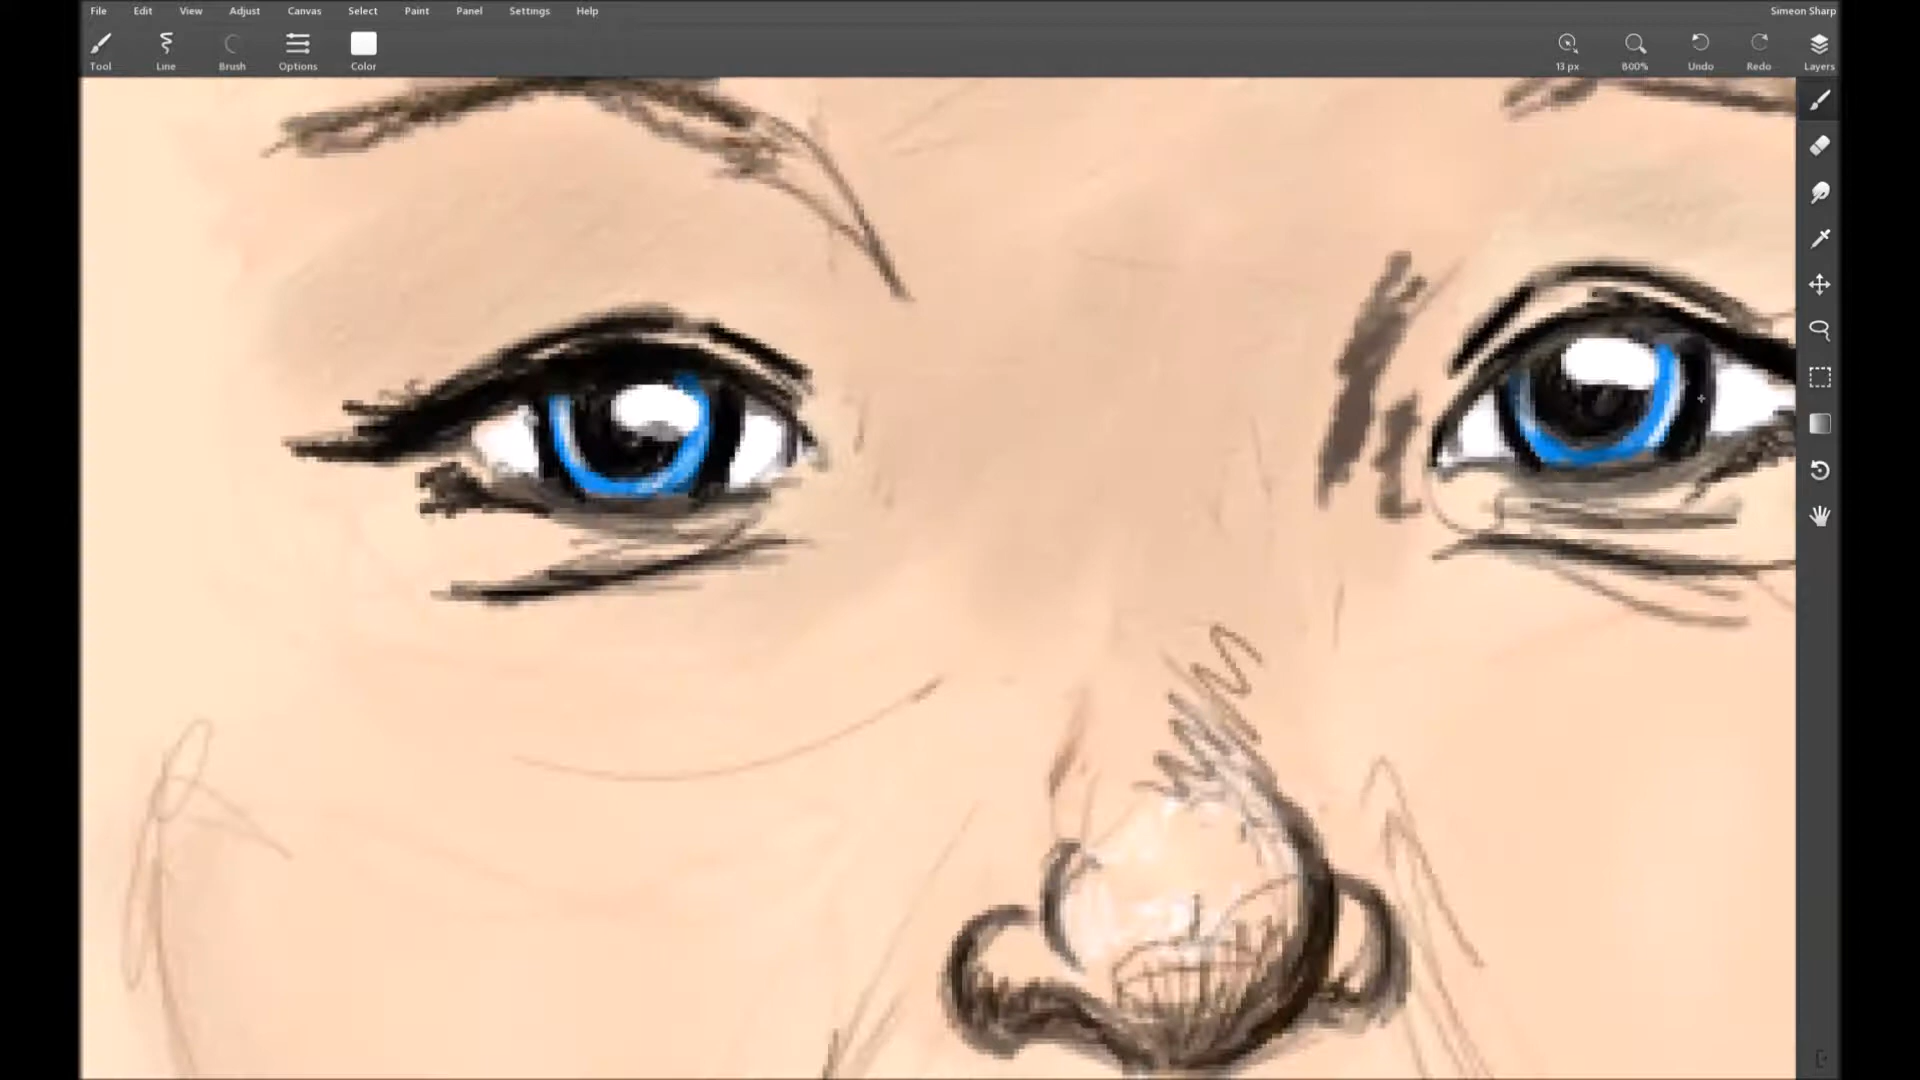 File Edit View Adjust Canvas Select Paint Panel Settings Help Simeon Sharp
Tool Line Brush Options Color 13 px 800% Undo Redo Layers